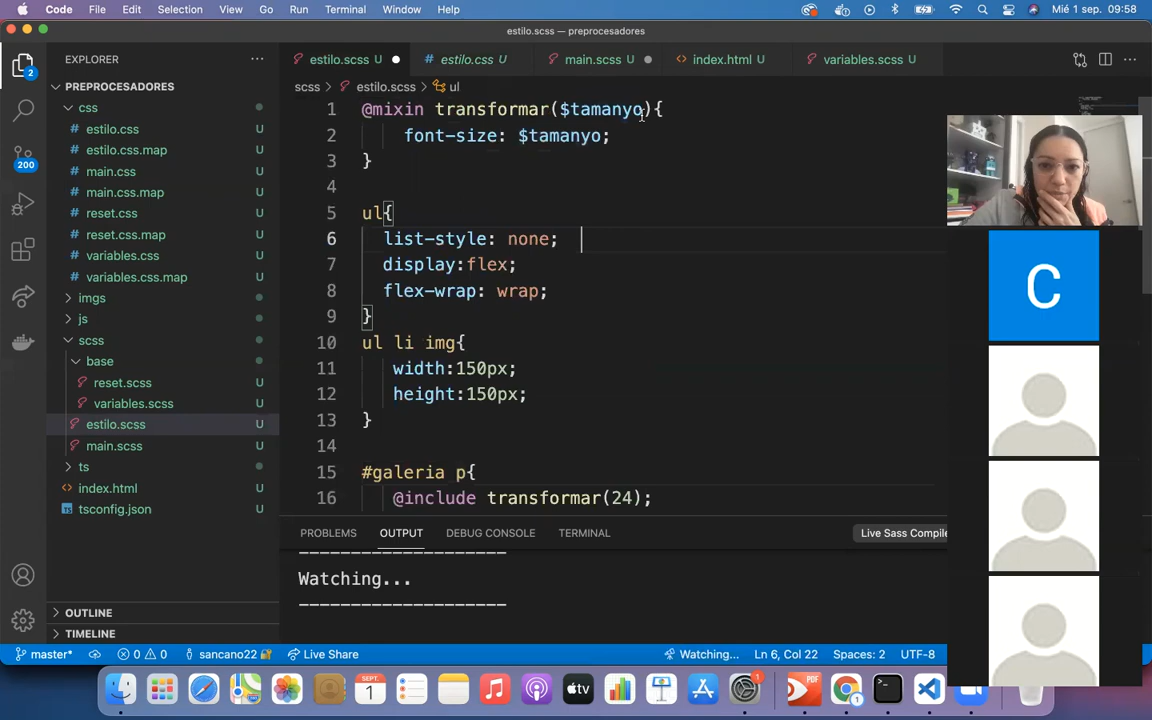 Code File Edit Selection View Go Run Terminal Window Help Mié 1 sep. 09:58
estilo.scss — preprocesadores
EXPLORER
PREPROCESADORES
css
estilo.css U
estilo.css.map U
main.css U
main.css.map U
reset.css U
reset.css.map U
variables.css U
variables.css.map U
imgs
js
scss
base
reset.scss U
variables.scss U
estilo.scss U
main.scss U
ts
index.html U
tsconfig.json U
OUTLINE
TIMELINE
2
200
estilo.scss U estilo.css U main.scss U index.html U variables.scss U
scss > estilo.scss > ul
1 @mixin transformar($tamanyo){
2 font-size: $tamanyo;
3 }
4
5 ul{
6 list-style: none;
7 display:flex;
8 flex-wrap: wrap;
9 }
10 ul li img{
11 width:150px;
12 height:150px;
13 }
14
15 #galeria p{
16 @include transformar(24);
PROBLEMS OUTPUT DEBUG CONSOLE TERMINAL Live Sass Compile
--------------------
Watching...
--------------------
C
master* 0 0 sancano22 Live Share Watching... Ln 6, Col 22 Spaces: 2 UTF-8
SEP
1
1
PDF
1